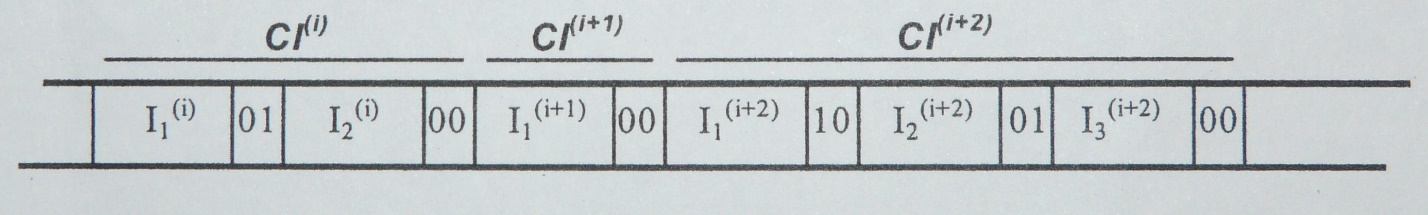 CI(i) CI(i+1) CI(i+2)
I1(i) 01 I2(i) 00 I1(i+1) 00 I1(i+2) 10 I2(i+2) 01 I3(i+2) 00